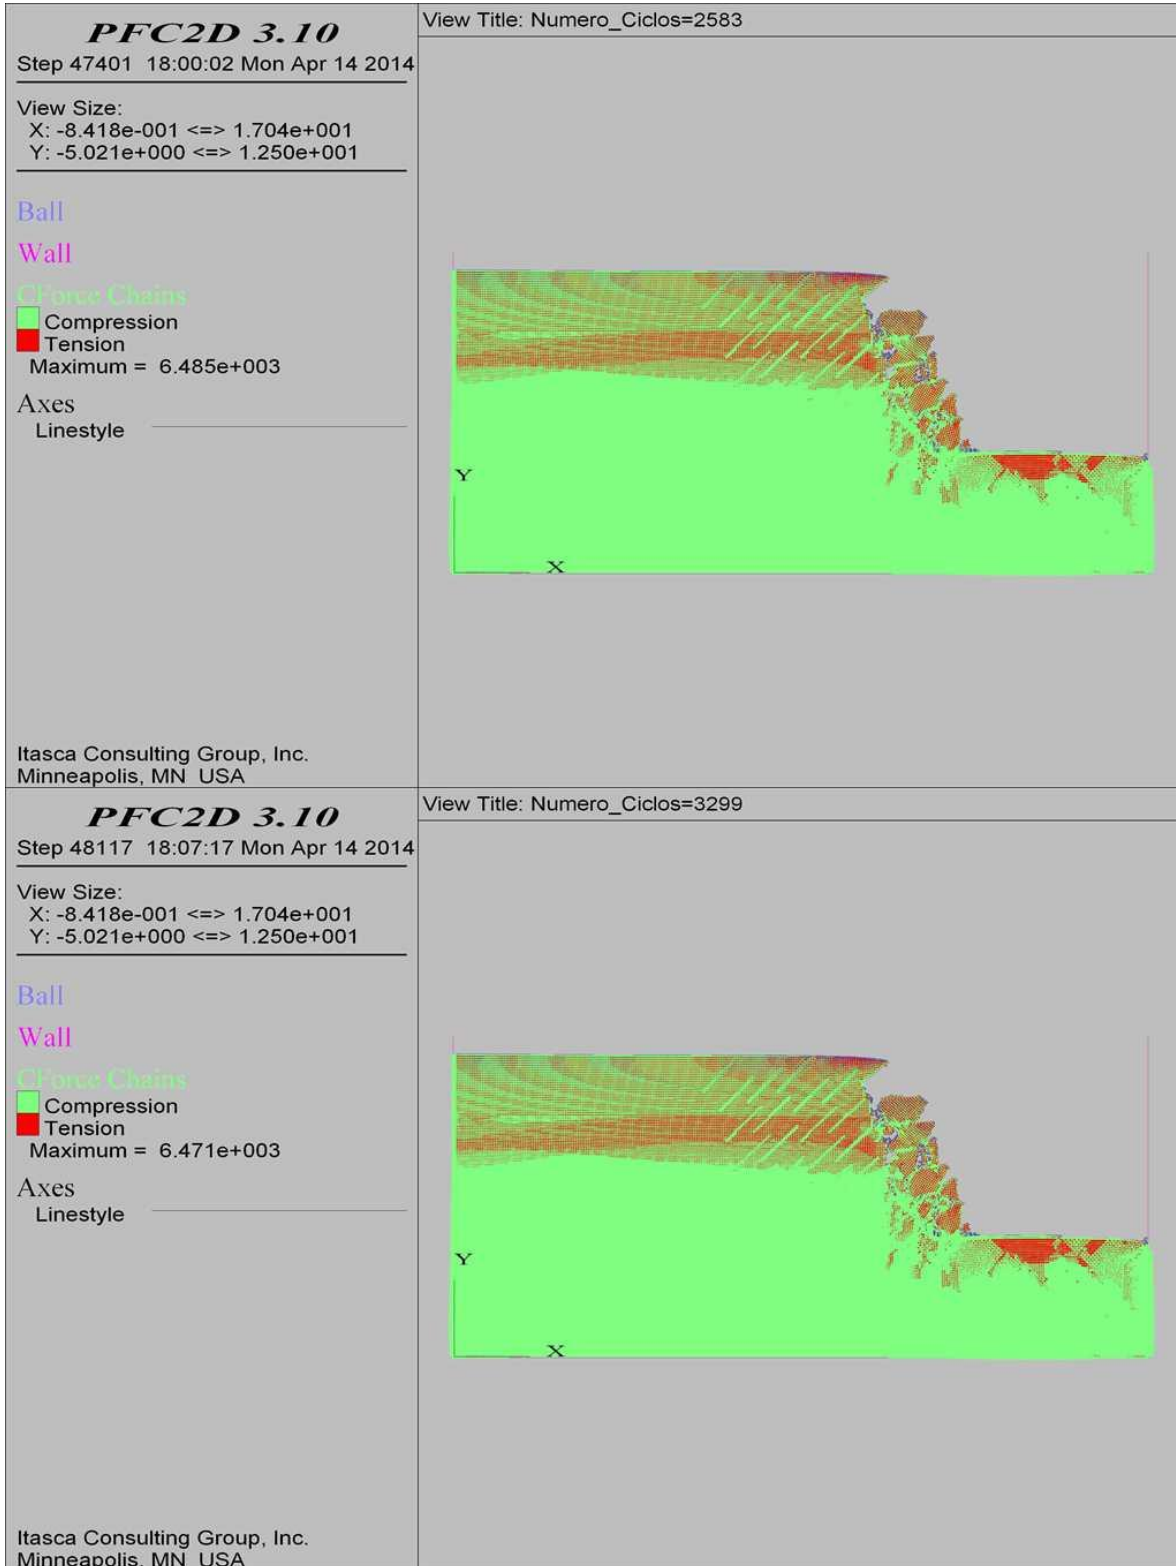 PFC2D 3.10
Step 47401  18:00:02 Mon Apr 14 2014
View Size:
X: -8.418e-001 <=> 1.704e+001
Y: -5.021e+000 <=> 1.250e+001
Ball
Wall
CForce Chains
Compression
Tension
Maximum =  6.485e+003
Axes
Linestyle
Itasca Consulting Group, Inc.
Minneapolis, MN  USA
View Title: Numero_Ciclos=2583
Y
X
PFC2D 3.10
Step 48117  18:07:17 Mon Apr 14 2014
View Size:
X: -8.418e-001 <=> 1.704e+001
Y: -5.021e+000 <=> 1.250e+001
Ball
Wall
CForce Chains
Compression
Tension
Maximum =  6.471e+003
Axes
Linestyle
Itasca Consulting Group, Inc.
Minneapolis, MN  USA
View Title: Numero_Ciclos=3299
Y
X